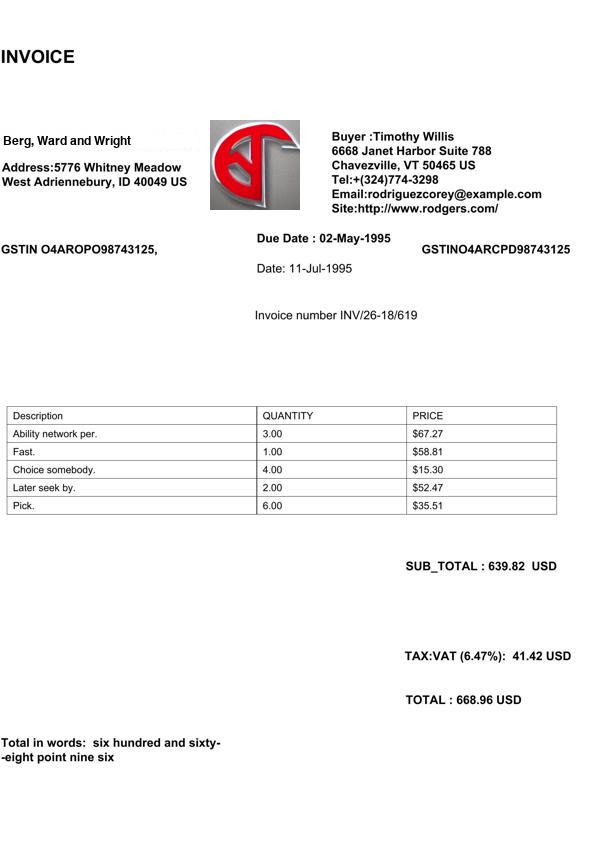 INVOICE
Berg, Ward and Wright
Address:5776 Whitney Meadow
West Adriennebury, ID 40049 US
Buyer :Timothy Willis
6668 Janet Harbor Suite 788
Chavezville, VT 50465 US
Tel:+(324)774-3298
Email:rodriguezcorey@example.com
Site:http://www.rodgers.com/
GSTIN O4AROPO98743125,
Due Date : 02-May-1995
GSTINO4ARCPD98743125
Date: 11-Jul-1995
Invoice number INV/26-18/619
Description QUANTITY PRICE
Ability network per. 3.00 $67.27
Fast. 1.00 $58.81
Choice somebody. 4.00 $15.30
Later seek by. 2.00 $52.47
Pick. 6.00 $35.51
SUB_TOTAL : 639.82  USD
TAX:VAT (6.47%):  41.42 USD
TOTAL : 668.96 USD
Total in words:  six hundred and sixty-
-eight point nine six